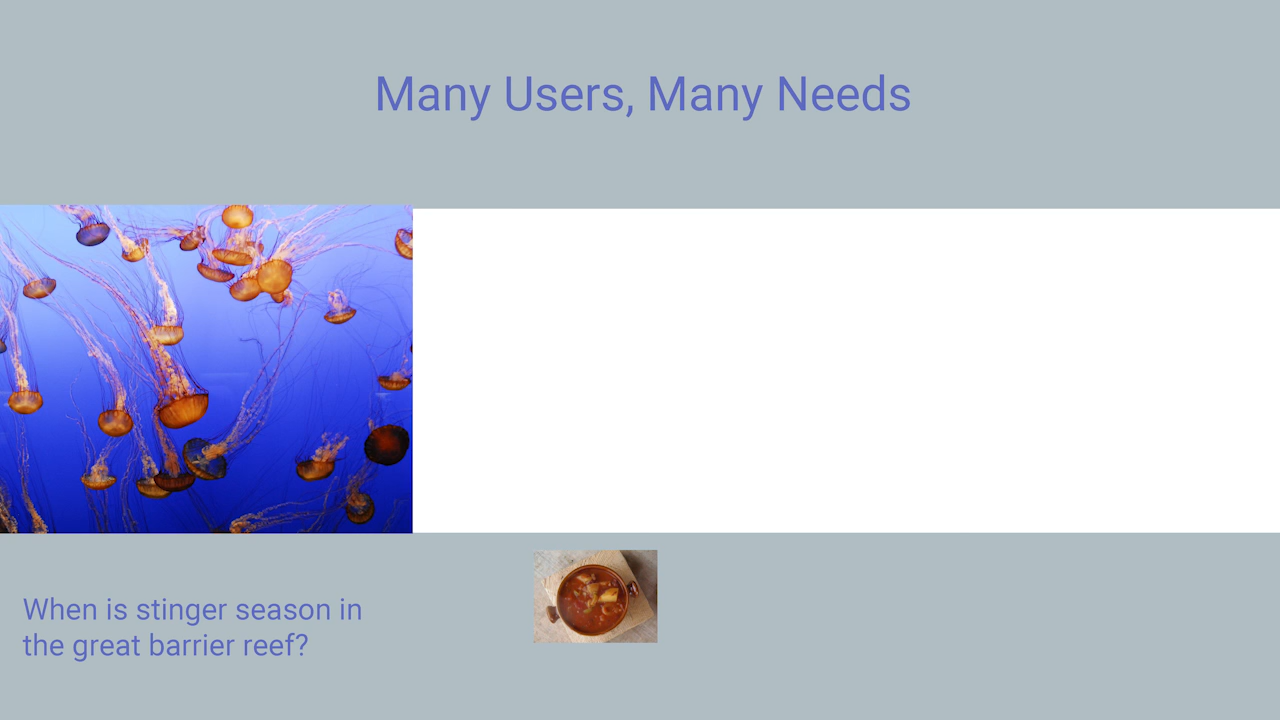 Many Users, Many Needs
When is stinger season in
the great barrier reef?